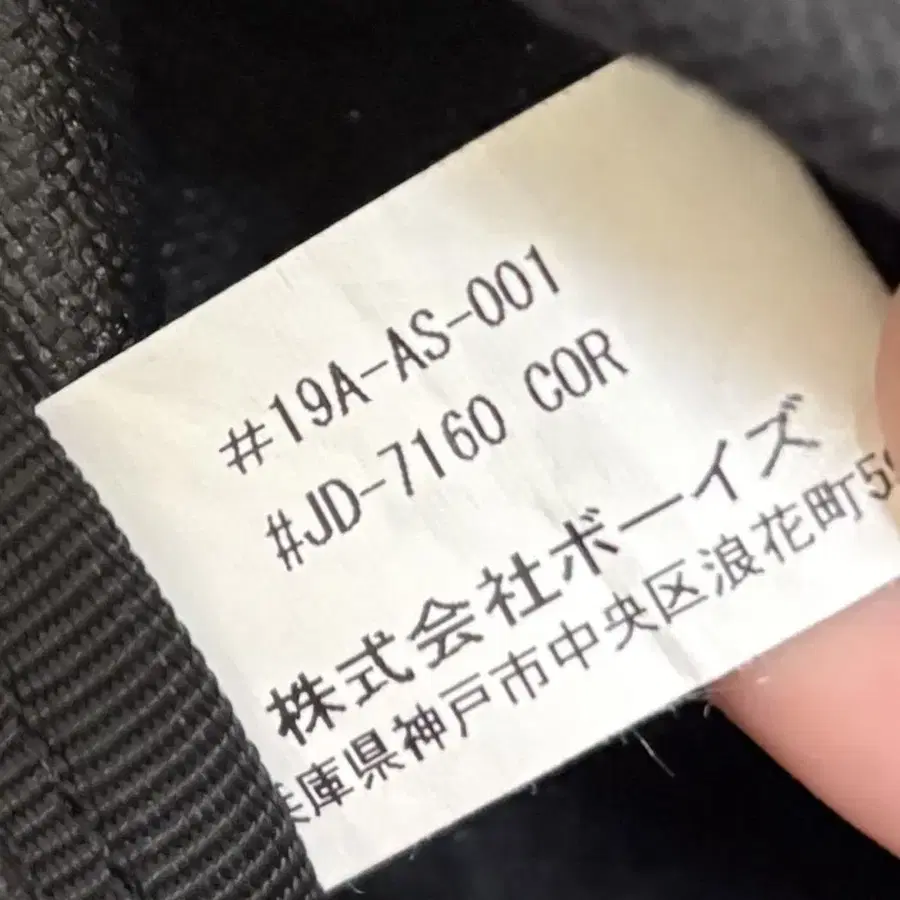 #19A-AS-001
#JD-7160 COR
株式会社ボーイズ
庫県神戸市中央区浪花町5